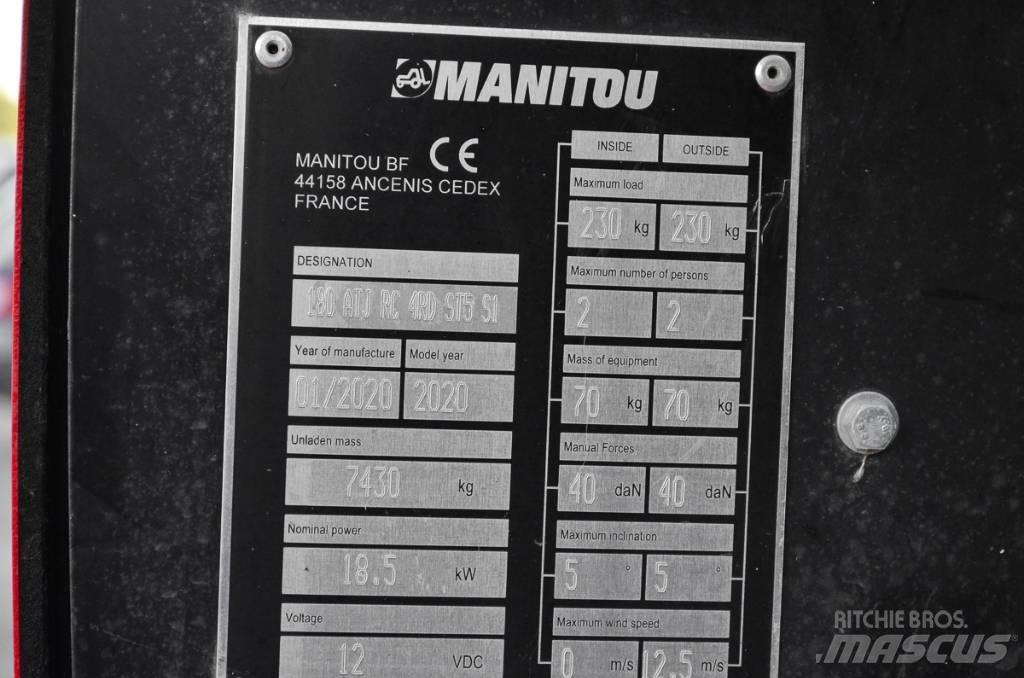 MANITOU
MANITOU BF CE
44158 ANCENIS CEDEX
FRANCE
DESIGNATION
180 ATJ RC 4RD ST5 S1
Year of manufacture Model year
01/2020 2020
Unladen mass
7430 kg
Nominal power
18.5 kW
Voltage
12 VDC
INSIDE OUTSIDE
Maximum load
230 kg 230 kg
Maximum number of persons
2 2
Mass of equipment
70 kg 70 kg
Manual Forces
40 daN 40 daN
Maximum inclination
5 ° 5 °
Maximum wind speed
0 m/s 12.5 m/s
RITCHIE BROS.
MASCUS